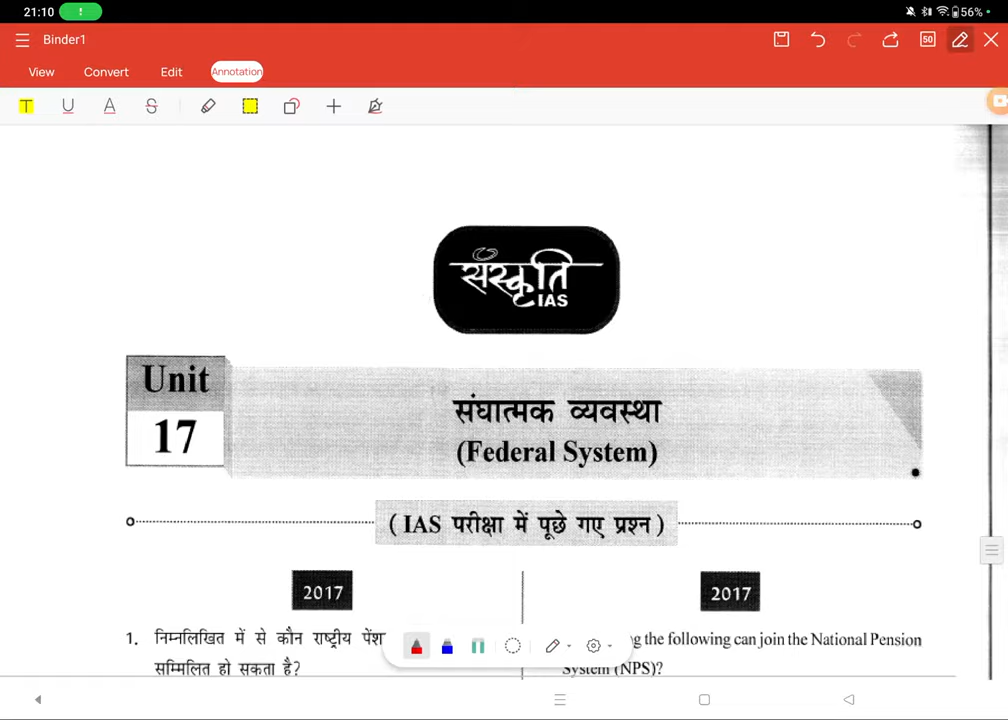 21:10
56%
Binder1
50
View Convert Edit Annotation
T U A S
संस्कृति
IAS
Unit
17
संघात्मक व्यवस्था
(Federal System)
( IAS परीक्षा में पूछे गए प्रश्न )
2017
1. निम्नलिखित में से कौन राष्ट्रीय पेंश
सम्मिलित हो सकता है?
2017
g the following can join the National Pension
System (NPS)?